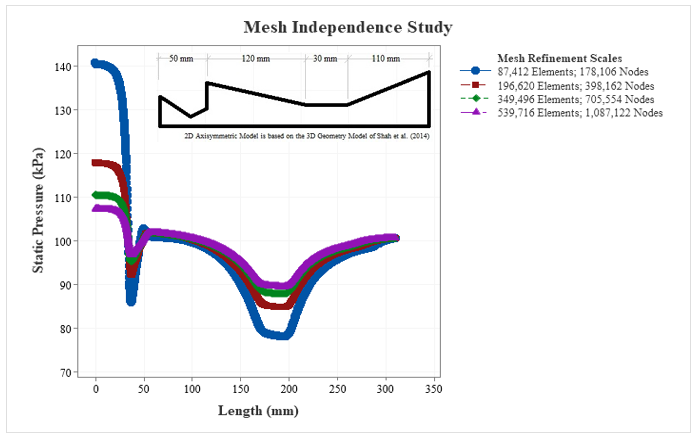 Mesh Independence Study
50 mm 120 mm 30 mm 110 mm
2D Axisymmetric Model is based on the 3D Geometry Model of Shah et al. (2014)
Mesh Refinement Scales
87,412 Elements; 178,106 Nodes
196,620 Elements; 398,162 Nodes
349,496 Elements; 705,554 Nodes
539,716 Elements; 1,087,122 Nodes
Static Pressure (kPa)
140
130
120
110
100
90
80
70
0 50 100 150 200 250 300 350
Length (mm)